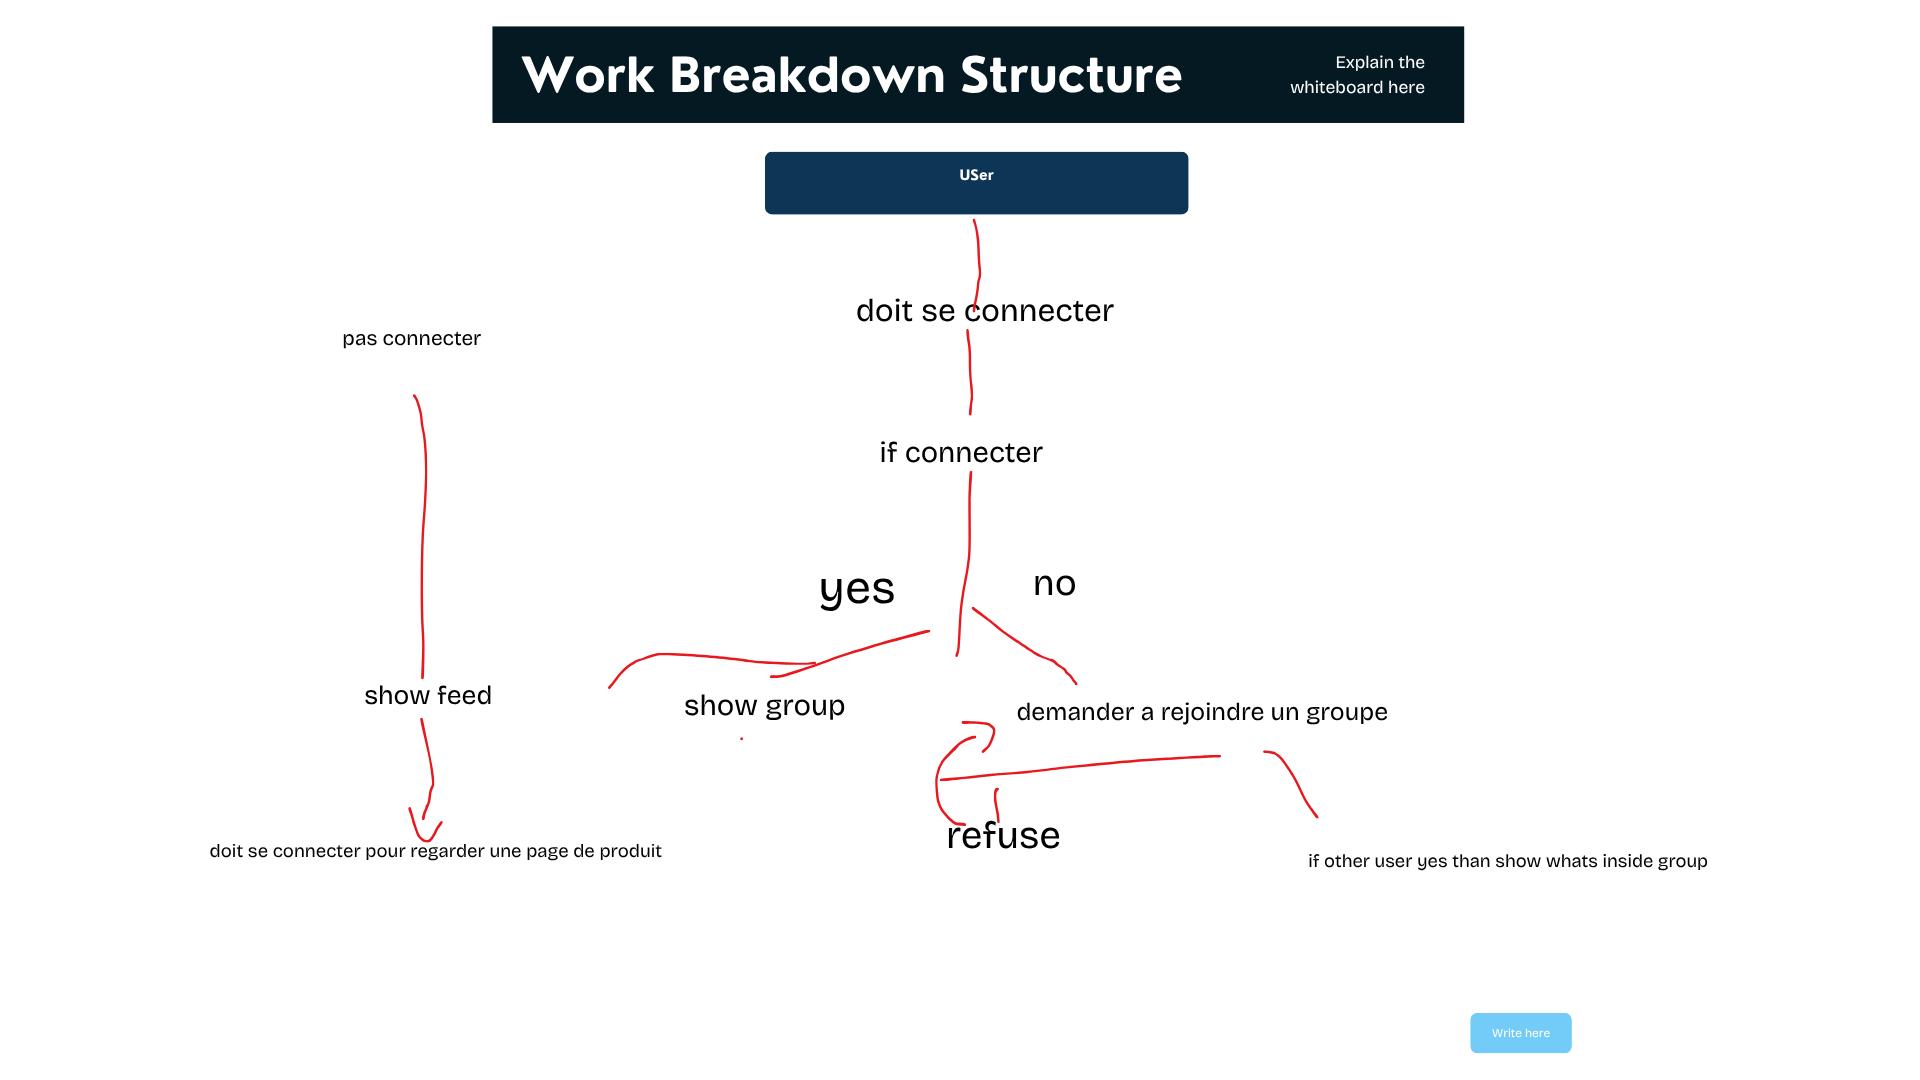 Work Breakdown Structure
Explain the
whiteboard here
USer
doit se connecter
pas connecter
if connecter
yes
no
show feed
show group
demander a rejoindre un groupe
refuse
doit se connecter pour regarder une page de produit
if other user yes than show whats inside group
Write here